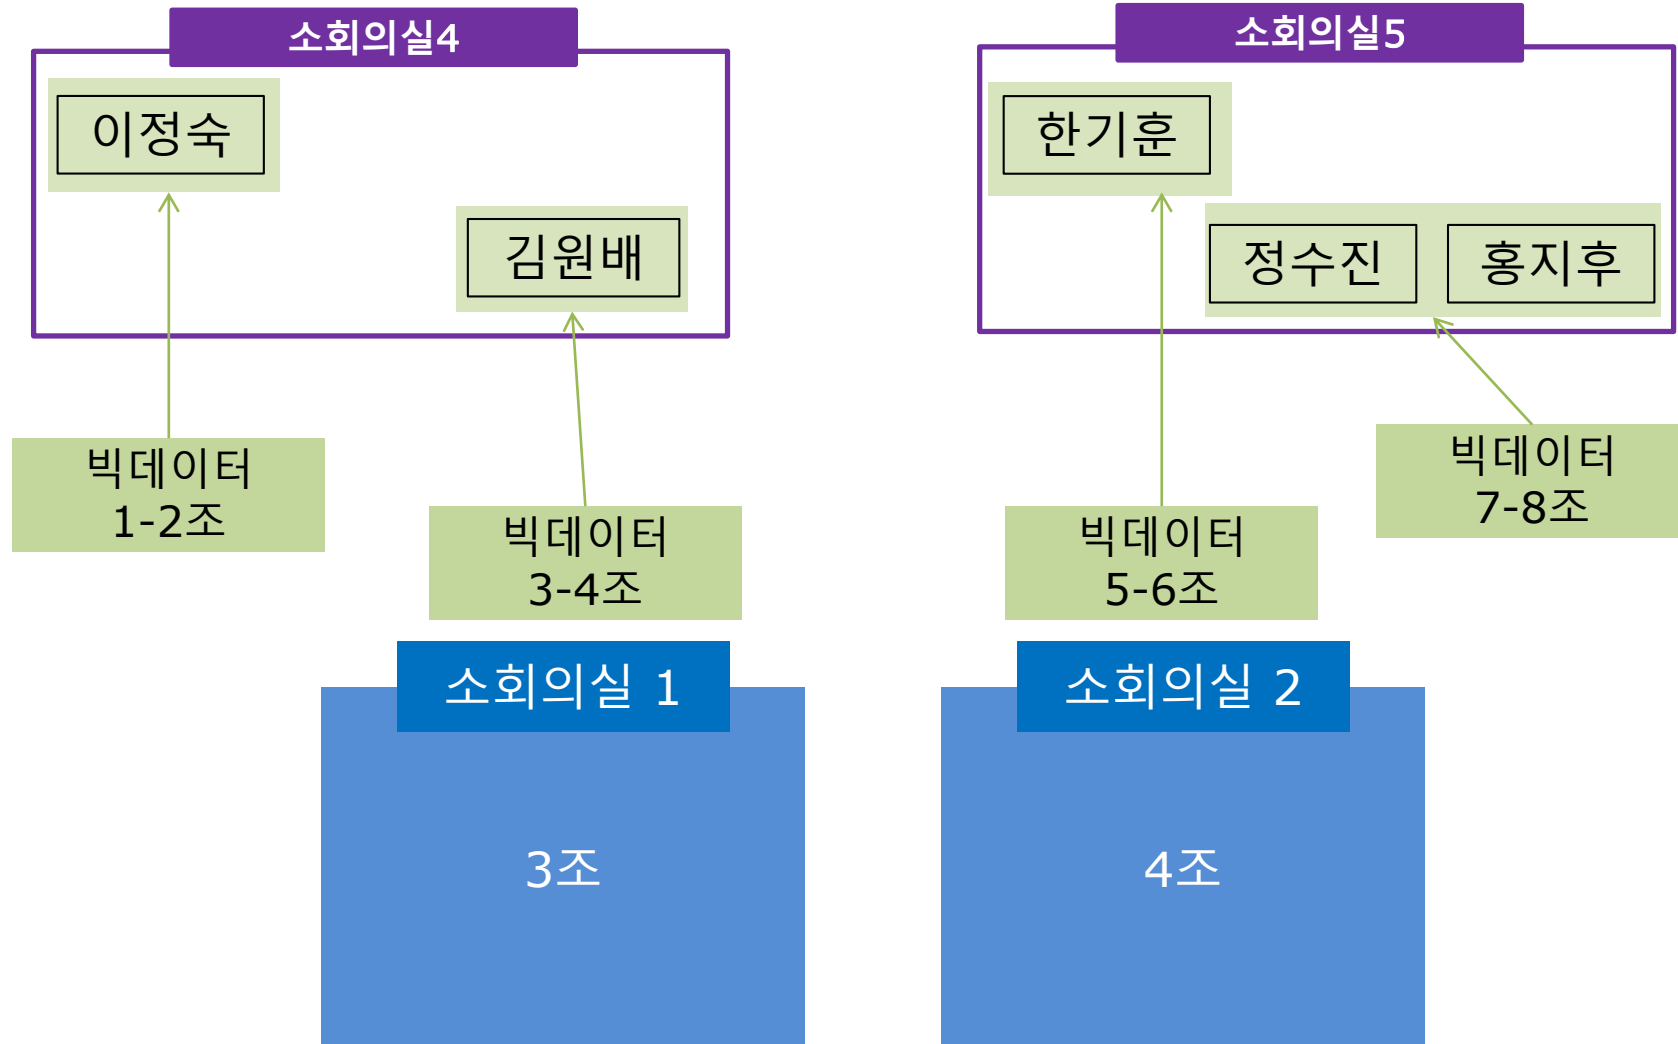 소회의실4
이정숙
김원배
빅데이터
1-2조
빅데이터
3-4조
소회의실5
한기훈
정수진
홍지후
빅데이터
5-6조
빅데이터
7-8조
소회의실 1
3조
소회의실 2
4조